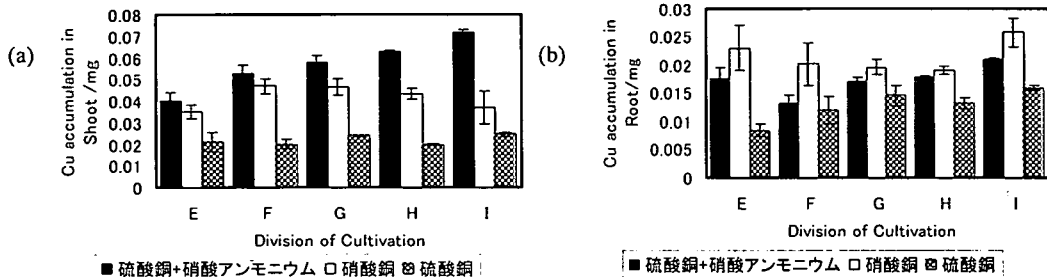 (a)
Cu accumulation in
Shoot /mg
0.08
0.07
0.06
0.05
0.04
0.03
0.02
0.01
0
E F G H I
Division of Cultivation
■硫酸銅+硝酸アンモニウム □硝酸銅 硫酸銅
(b)
Cu accumulation in
Root /mg
0.03
0.025
0.02
0.015
0.01
0.005
0
E F G H I
Division of Cultivation
■硫酸銅+硝酸アンモニウム □硝酸銅 硫酸銅